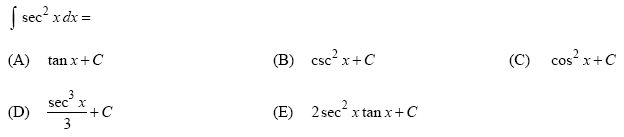 ∫ sec² x dx =
(A) tan x + C (B) csc² x + C (C) cos² x + C
(D) sec³ x / 3 + C (E) 2 sec² x tan x + C